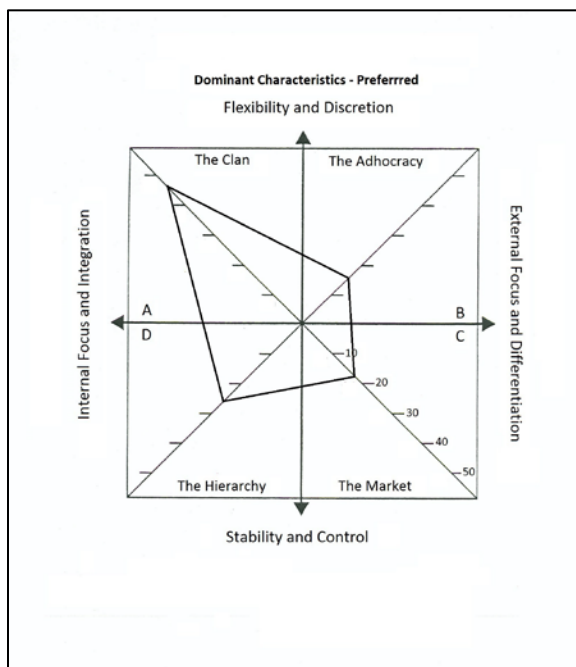 Dominant Characteristics - Preferrred
Flexibility and Discretion
The Clan
The Adhocracy
Internal Focus and Integration
External Focus and Differentiation
A
B
D
C
10
20
30
40
50
The Hierarchy
The Market
Stability and Control